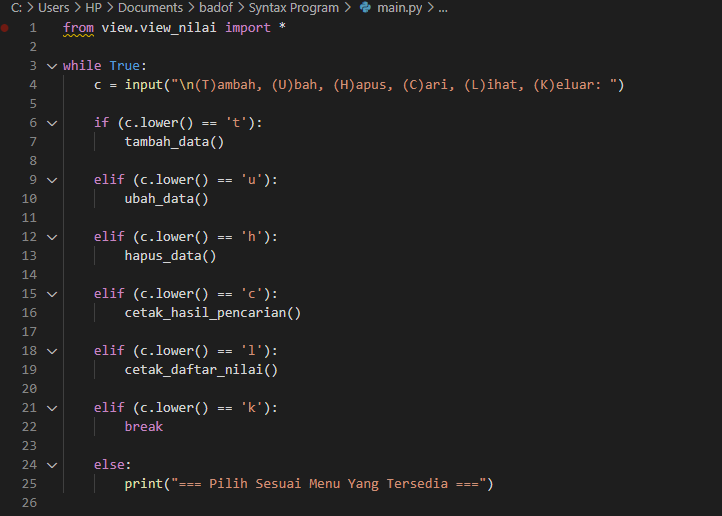 C: > Users > HP > Documents > badof > Syntax Program > main.py > ...
1 from view.view_nilai import *
2
3 while True:
4     c = input("\n(T)ambah, (U)bah, (H)apus, (C)ari, (L)ihat, (K)eluar: ")
5
6     if (c.lower() == 't'):
7         tambah_data()
8
9     elif (c.lower() == 'u'):
10         ubah_data()
11
12     elif (c.lower() == 'h'):
13         hapus_data()
14
15     elif (c.lower() == 'c'):
16         cetak_hasil_pencarian()
17
18     elif (c.lower() == 'l'):
19         cetak_daftar_nilai()
20
21     elif (c.lower() == 'k'):
22         break
23
24     else:
25         print("=== Pilih Sesuai Menu Yang Tersedia ===")
26